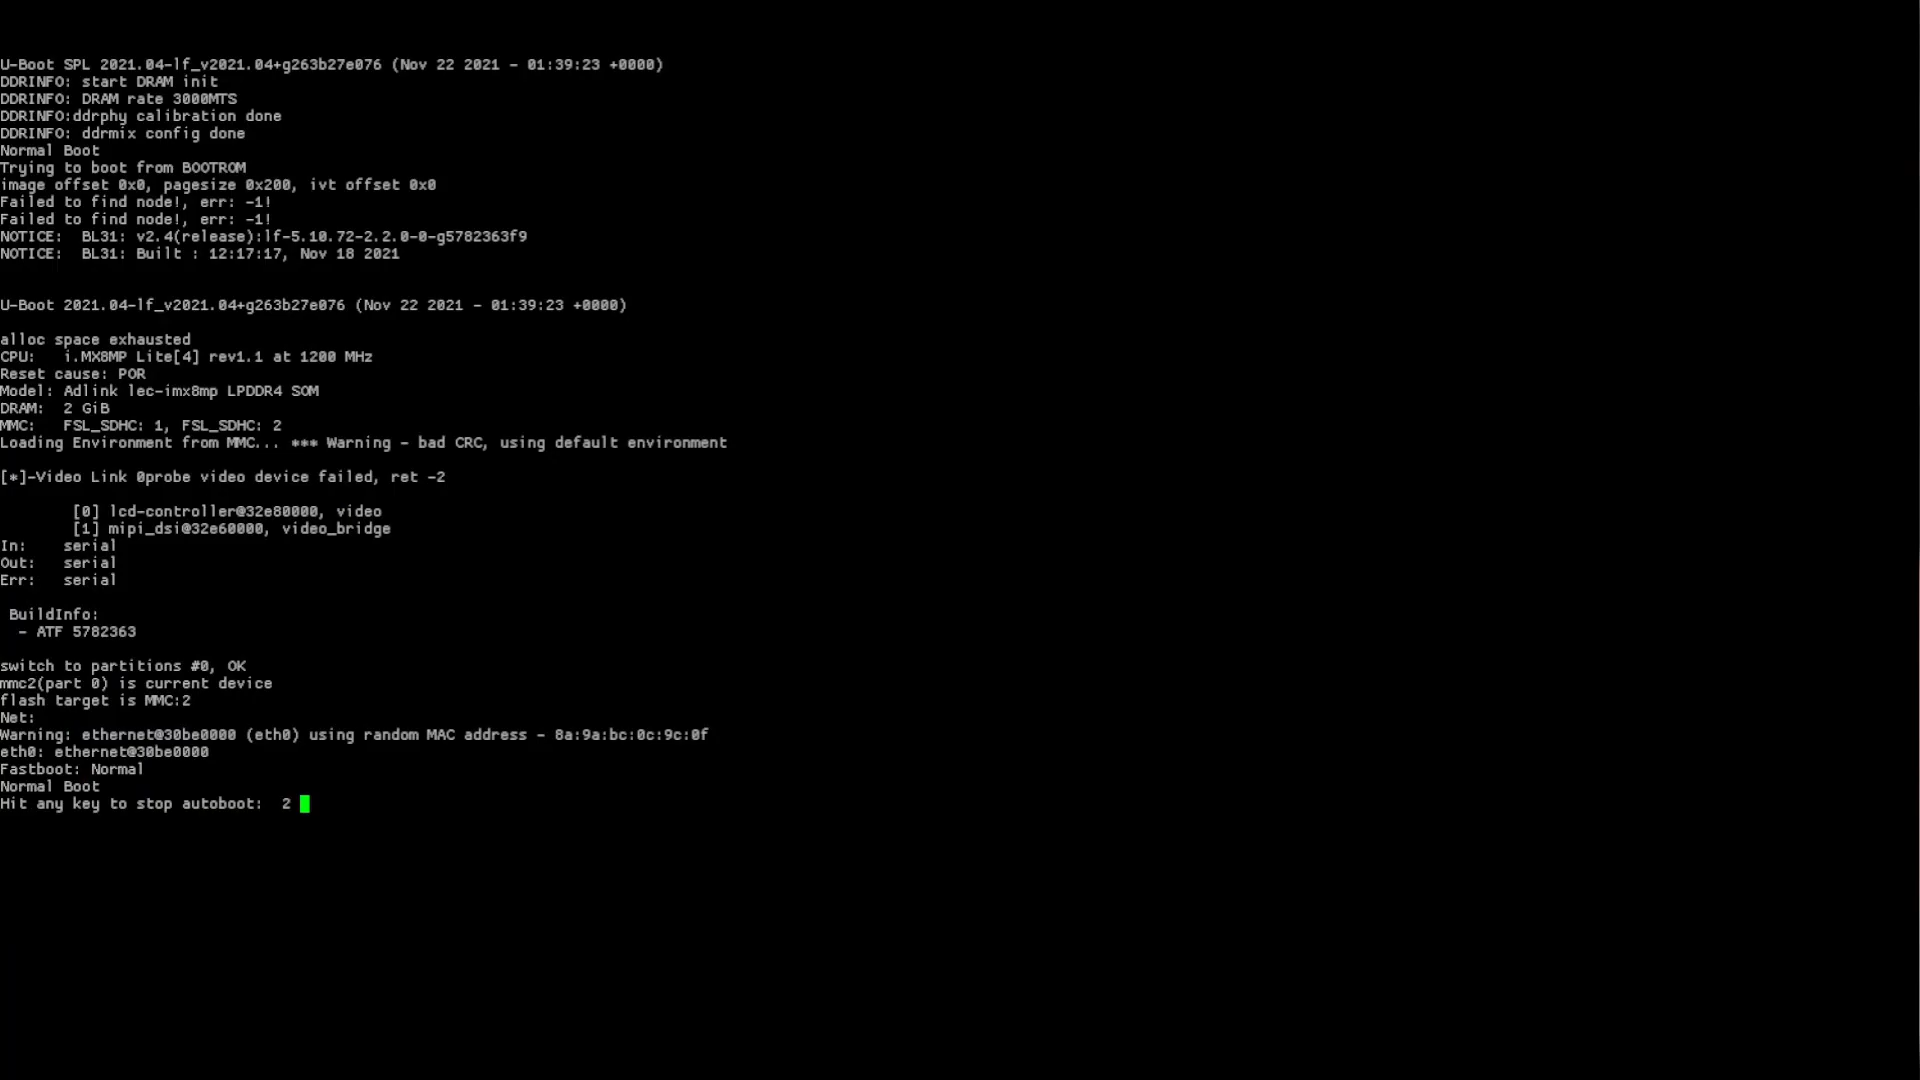 U-Boot SPL 2021.04-lf_v2021.04+g263b27e076 (Nov 22 2021 - 01:39:23 +0000)
DDRINFO: start DRAM init
DDRINFO: DRAM rate 3000MTS
DDRINFO:ddrphy calibration done
DDRINFO: ddrmix config done
Normal Boot
Trying to boot from BOOTROM
image offset 0x0, pagesize 0x200, ivt offset 0x0
Failed to find node!, err: -1!
Failed to find node!, err: -1!
NOTICE:  BL31: v2.4(release):lf-5.10.72-2.2.0-0-g5782363f9
NOTICE:  BL31: Built : 12:17:17, Nov 18 2021
U-Boot 2021.04-lf_v2021.04+g263b27e076 (Nov 22 2021 - 01:39:23 +0000)
alloc space exhausted
CPU:   i.MX8MP Lite[4] rev1.1 at 1200 MHz
Reset cause: POR
Model: Adlink lec-imx8mp LPDDR4 SOM
DRAM:  2 GiB
MMC:   FSL_SDHC: 1, FSL_SDHC: 2
Loading Environment from MMC... *** Warning - bad CRC, using default environment
[*]-Video Link 0probe video device failed, ret -2
[0] lcd-controller@32e80000, video
[1] mipi_dsi@32e60000, video_bridge
In:    serial
Out:   serial
Err:   serial
BuildInfo:
- ATF 5782363
switch to partitions #0, OK
mmc2(part 0) is current device
flash target is MMC:2
Net:
Warning: ethernet@30be0000 (eth0) using random MAC address - 8a:9a:bc:0c:9c:0f
eth0: ethernet@30be0000
Fastboot: Normal
Normal Boot
Hit any key to stop autoboot:  2